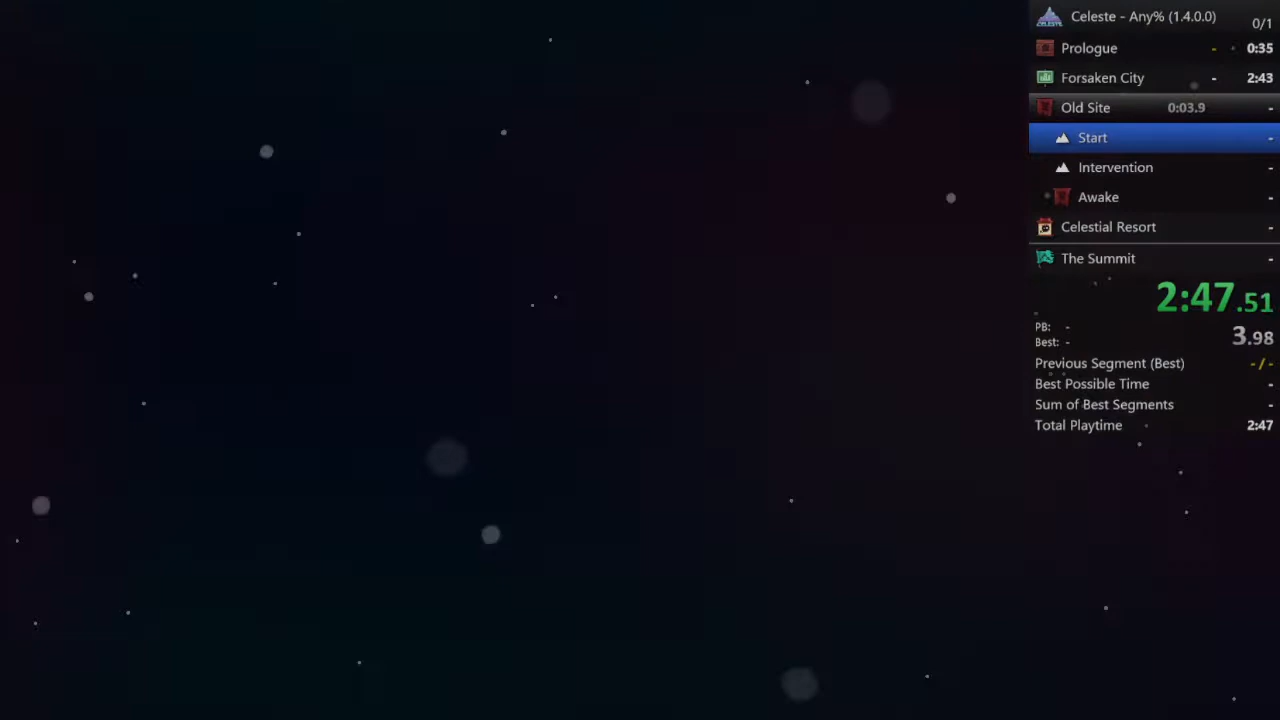 Celeste - Any% (1.4.0.0) 0/1
Prologue - 0:35
Forsaken City - 2:43
Old Site 0:03.9 -
Start -
Intervention -
Awake -
Celestial Resort -
The Summit -
2:47.51
PB: -
Best: - 3.98
Previous Segment (Best) - / -
Best Possible Time -
Sum of Best Segments -
Total Playtime 2:47